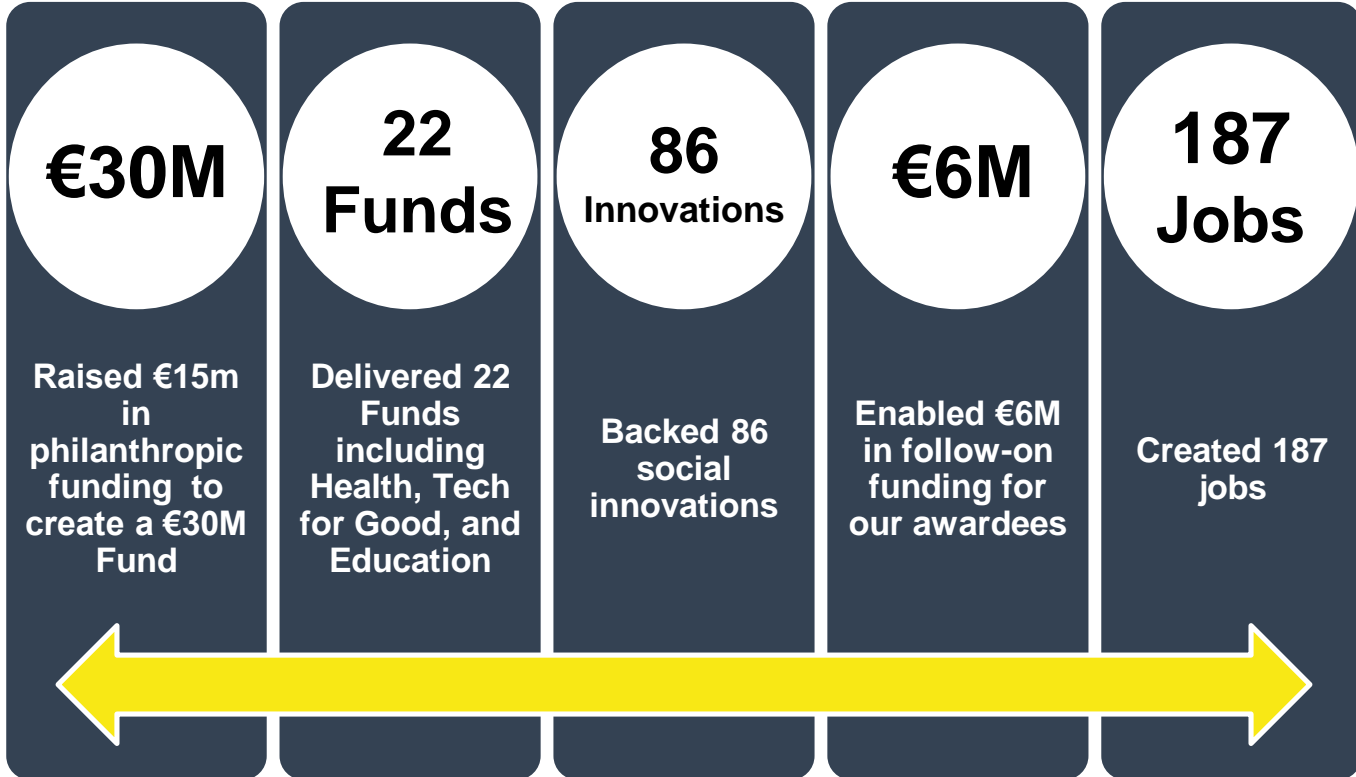 €30M
Raised €15m
in
philanthropic
funding to
create a €30M
Fund
22
Funds
Delivered 22
Funds
including
Health, Tech
for Good, and
Education
86
Innovations
Backed 86
social
innovations
€6M
Enabled €6M
in follow-on
funding for
our awardees
187
Jobs
Created 187
jobs